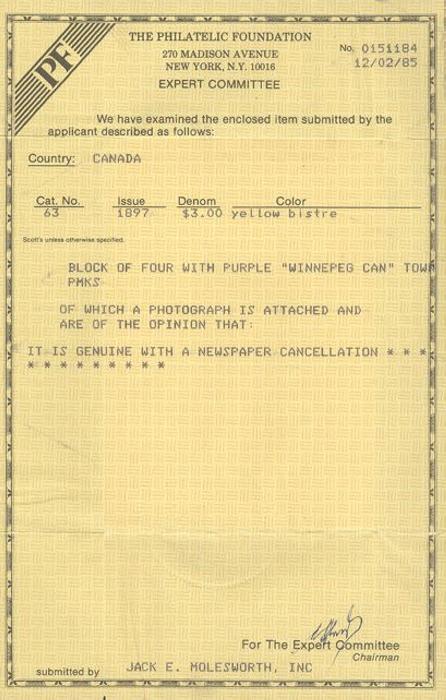 PF
THE PHILATELIC FOUNDATION
270 MADISON AVENUE
NEW YORK, N.Y. 10016
EXPERT COMMITTEE
No. 0151184
12/02/85
We have examined the enclosed item submitted by the
applicant described as follows:
Country: CANADA
Cat. No. Issue Denom Color
63 1897 $3.00 yellow bistre
Scott's unless otherwise specified.
BLOCK OF FOUR WITH PURPLE "WINNEPEG CAN" TOWN
PMKS
OF WHICH A PHOTOGRAPH IS ATTACHED AND
ARE OF THE OPINION THAT:
IT IS GENUINE WITH A NEWSPAPER CANCELLATION * * *
* * * * * * * * *
For The Expert Committee
Chairman
submitted by JACK E. MOLESWORTH, INC